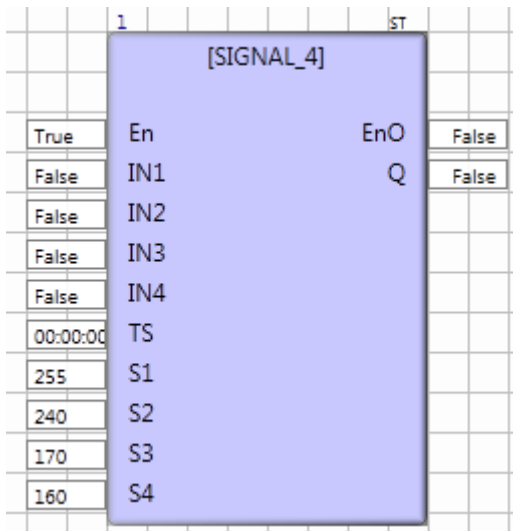 1 ST
[SIGNAL_4]
True En EnO False
False IN1 Q False
False IN2
False IN3
False IN4
00:00:00 TS
255 S1
240 S2
170 S3
160 S4